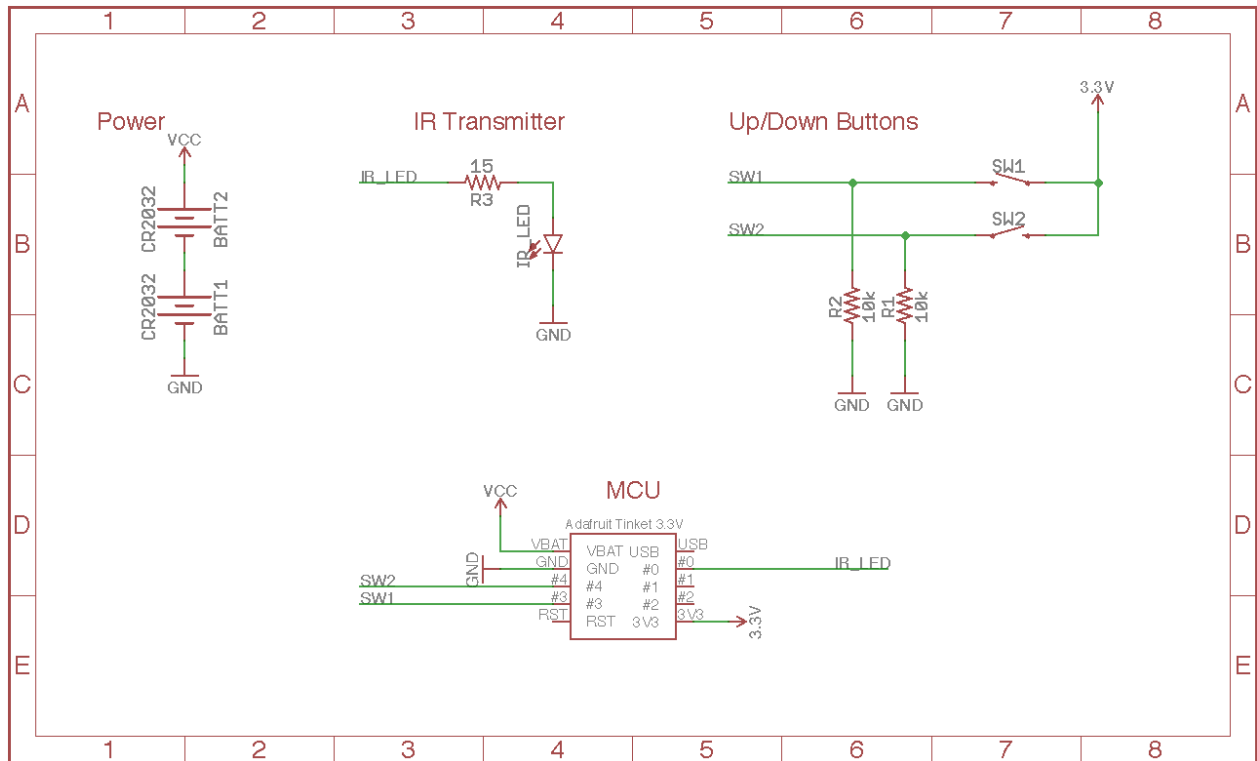 1 2 3 4 5 6 7 8
A A
Power IR Transmitter Up/Down Buttons
3.3V
VCC
CR2032
BATT2
CR2032
BATT1
GND
IR_LED
15
R3
IR_LED
GND
SW1
SW1
SW2
SW2
R2
10k
R1
10k
GND GND
B B
C C
MCU
VCC
Adafruit Tinket 3.3V
VBAT VBAT USB USB
GND GND GND #0 #0 IR_LED
SW2 #4 #4 #1 #1
SW1 #3 #3 #2 #2
RST RST 3V3 3V3 3.3V
D D
E E
1 2 3 4 5 6 7 8